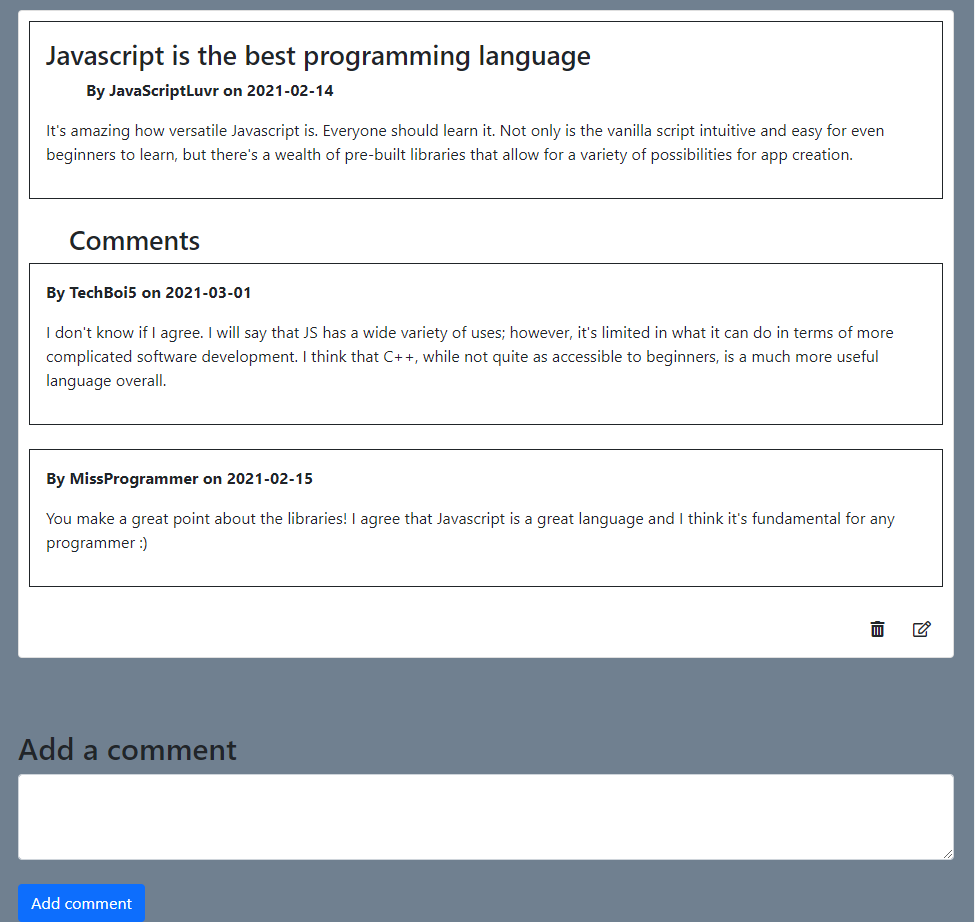 Javascript is the best programming language
By JavaScriptLuvr on 2021-02-14
It's amazing how versatile Javascript is. Everyone should learn it. Not only is the vanilla script intuitive and easy for even
beginners to learn, but there's a wealth of pre-built libraries that allow for a variety of possibilities for app creation.
Comments
By TechBoi5 on 2021-03-01
I don't know if I agree. I will say that JS has a wide variety of uses; however, it's limited in what it can do in terms of more
complicated software development. I think that C++, while not quite as accessible to beginners, is a much more useful
language overall.
By MissProgrammer on 2021-02-15
You make a great point about the libraries! I agree that Javascript is a great language and I think it's fundamental for any
programmer :)
Add a comment
Add comment